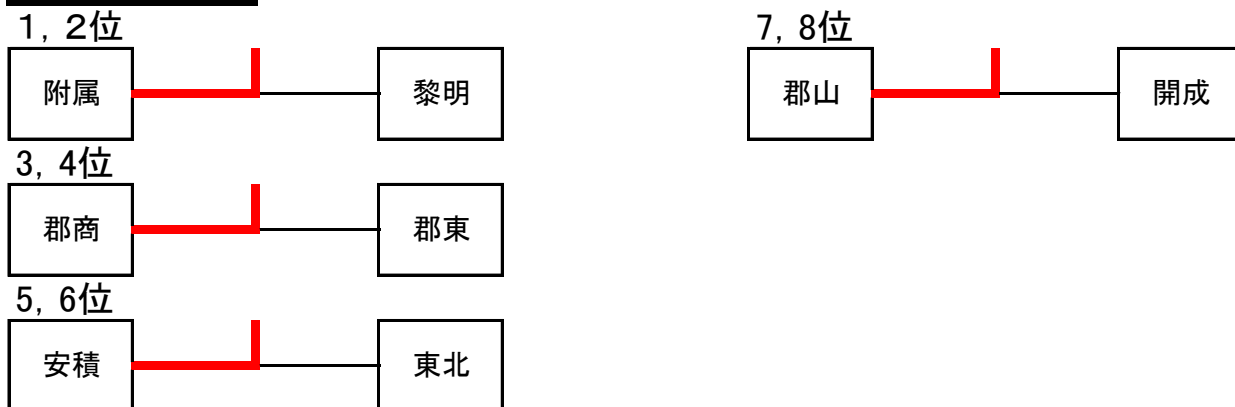 1, 2位
附属 黎明
3, 4位
郡商 郡東
5, 6位
安積 東北
7, 8位
郡山 開成